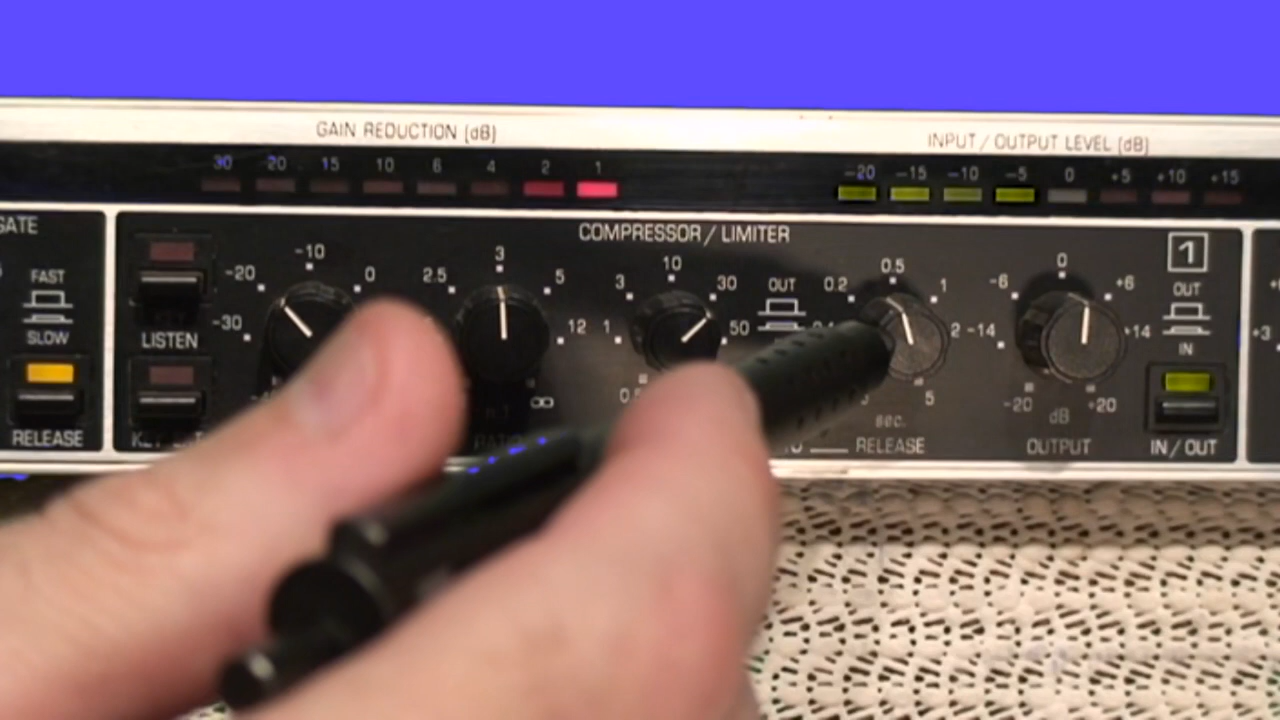 GAIN REDUCTION (dB)
INPUT / OUTPUT LEVEL (dB)
30 20 15 10 6 4 2 1
-20 -15 -10 -5 0 +5 +10 +15
GATE
COMPRESSOR / LIMITER
1
FAST
SLOW
RELEASE
LISTEN
-30 -20 -10 0
2.5 3 5 12 ∞
1 3 10 30 50
OUT
0.2 0.5 1 2 5
sec.
RELEASE
-14 -6 0 +6 +14
-20 dB +20
OUTPUT
OUT
IN
IN / OUT
+3